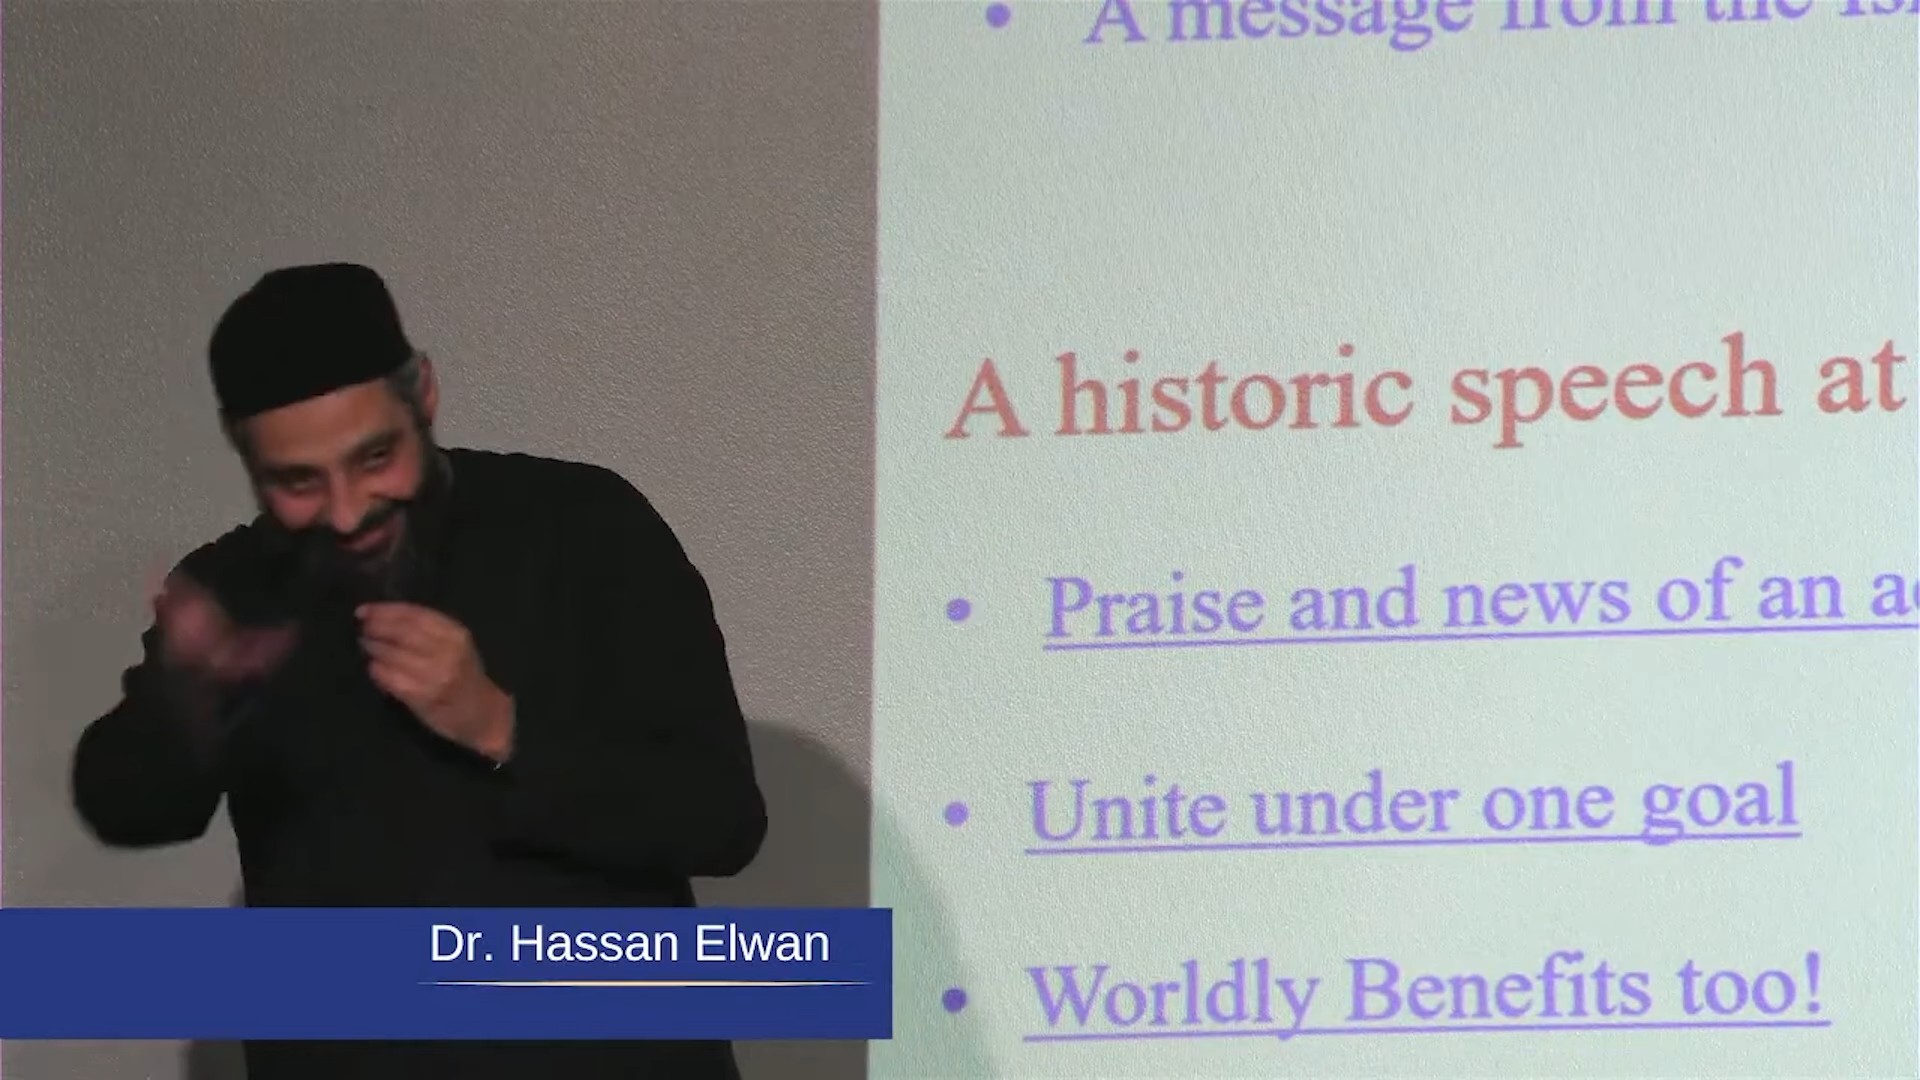 • A message from the
A historic speech at
• Praise and news of an
• Unite under one goal
• Worldly Benefits too!
Dr. Hassan Elwan